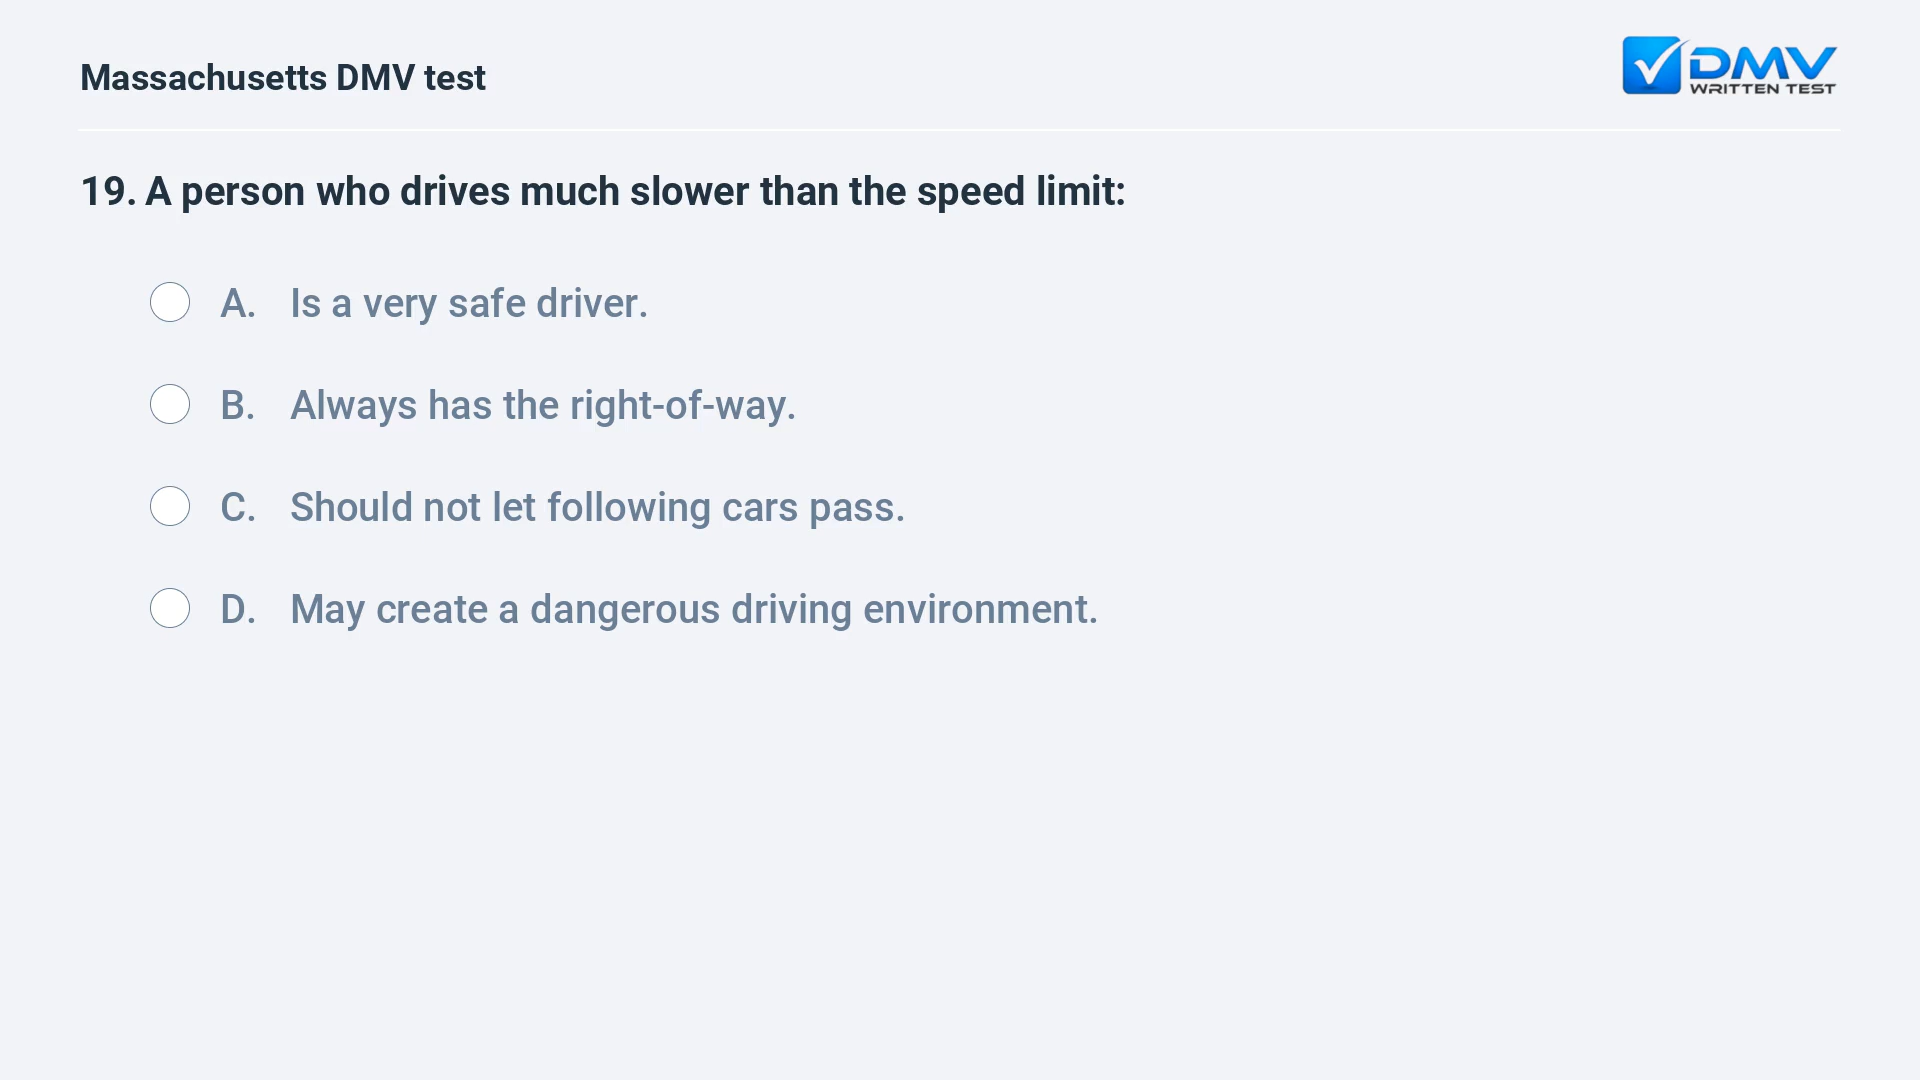 Massachusetts DMV test
DMV
WRITTEN TEST
19. A person who drives much slower than the speed limit:
A. Is a very safe driver.
B. Always has the right-of-way.
C. Should not let following cars pass.
D. May create a dangerous driving environment.